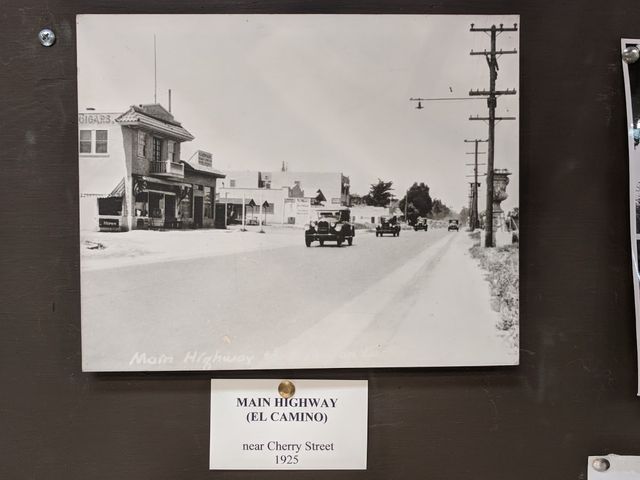 CIGARS
Main Highway
MAIN HIGHWAY
(EL CAMINO)
near Cherry Street
1925